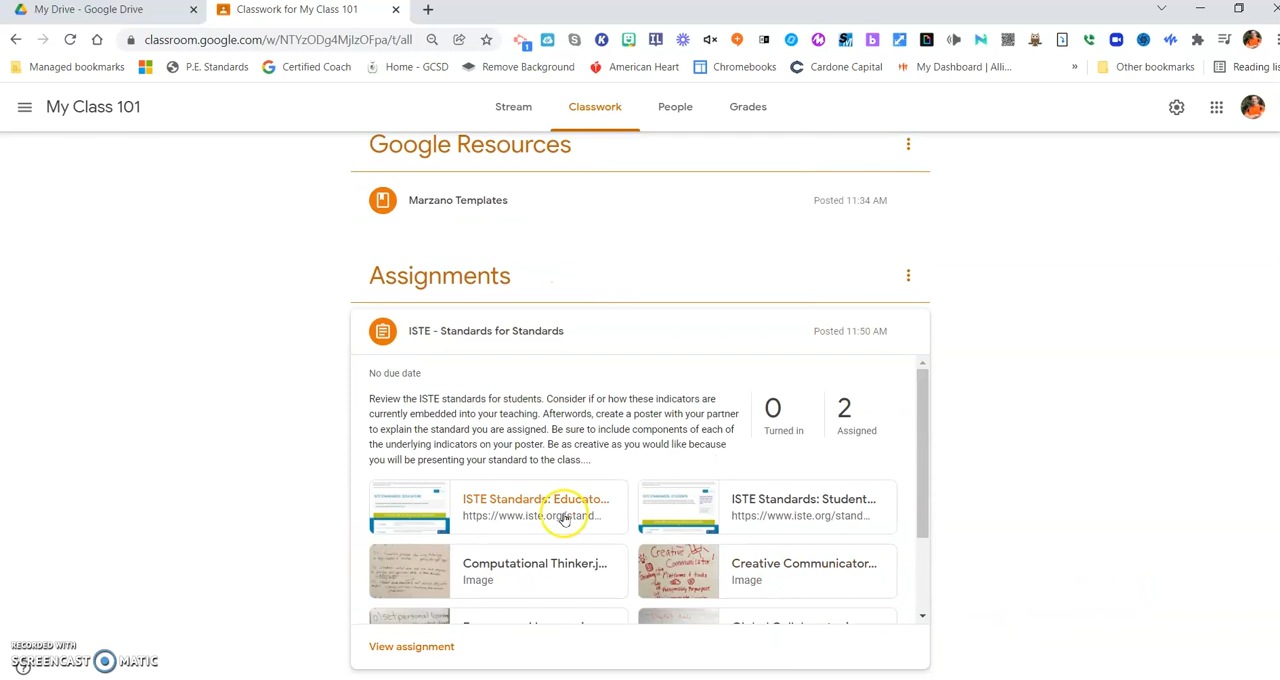 My Drive - Google Drive
Classwork for My Class 101
classroom.google.com/w/NTYzODg4MjIzOFpa/t/all
Managed bookmarks
P.E. Standards
Certified Coach
Home - GCSD
Remove Background
American Heart
Chromebooks
Cardone Capital
My Dashboard | Alli...
»
Other bookmarks
Reading list
My Class 101
Stream
Classwork
People
Grades
Google Resources
Marzano Templates
Posted 11:34 AM
Assignments
ISTE - Standards for Standards
Posted 11:50 AM
No due date
Review the ISTE standards for students. Consider if or how these indicators are
currently embedded into your teaching. Afterwords, create a poster with your partner
to explain the standard you are assigned. Be sure to include components of each of
the underlying indicators on your poster. Be as creative as you would like because
you will be presenting your standard to the class....
0
Turned in
2
Assigned
ISTE Standards: Educato...
https://www.iste.org/stand...
ISTE Standards: Student...
https://www.iste.org/stand...
Computational Thinker.j...
Image
Creative Communicator...
Image
View assignment
RECORDED WITH
SCREENCAST MATIC